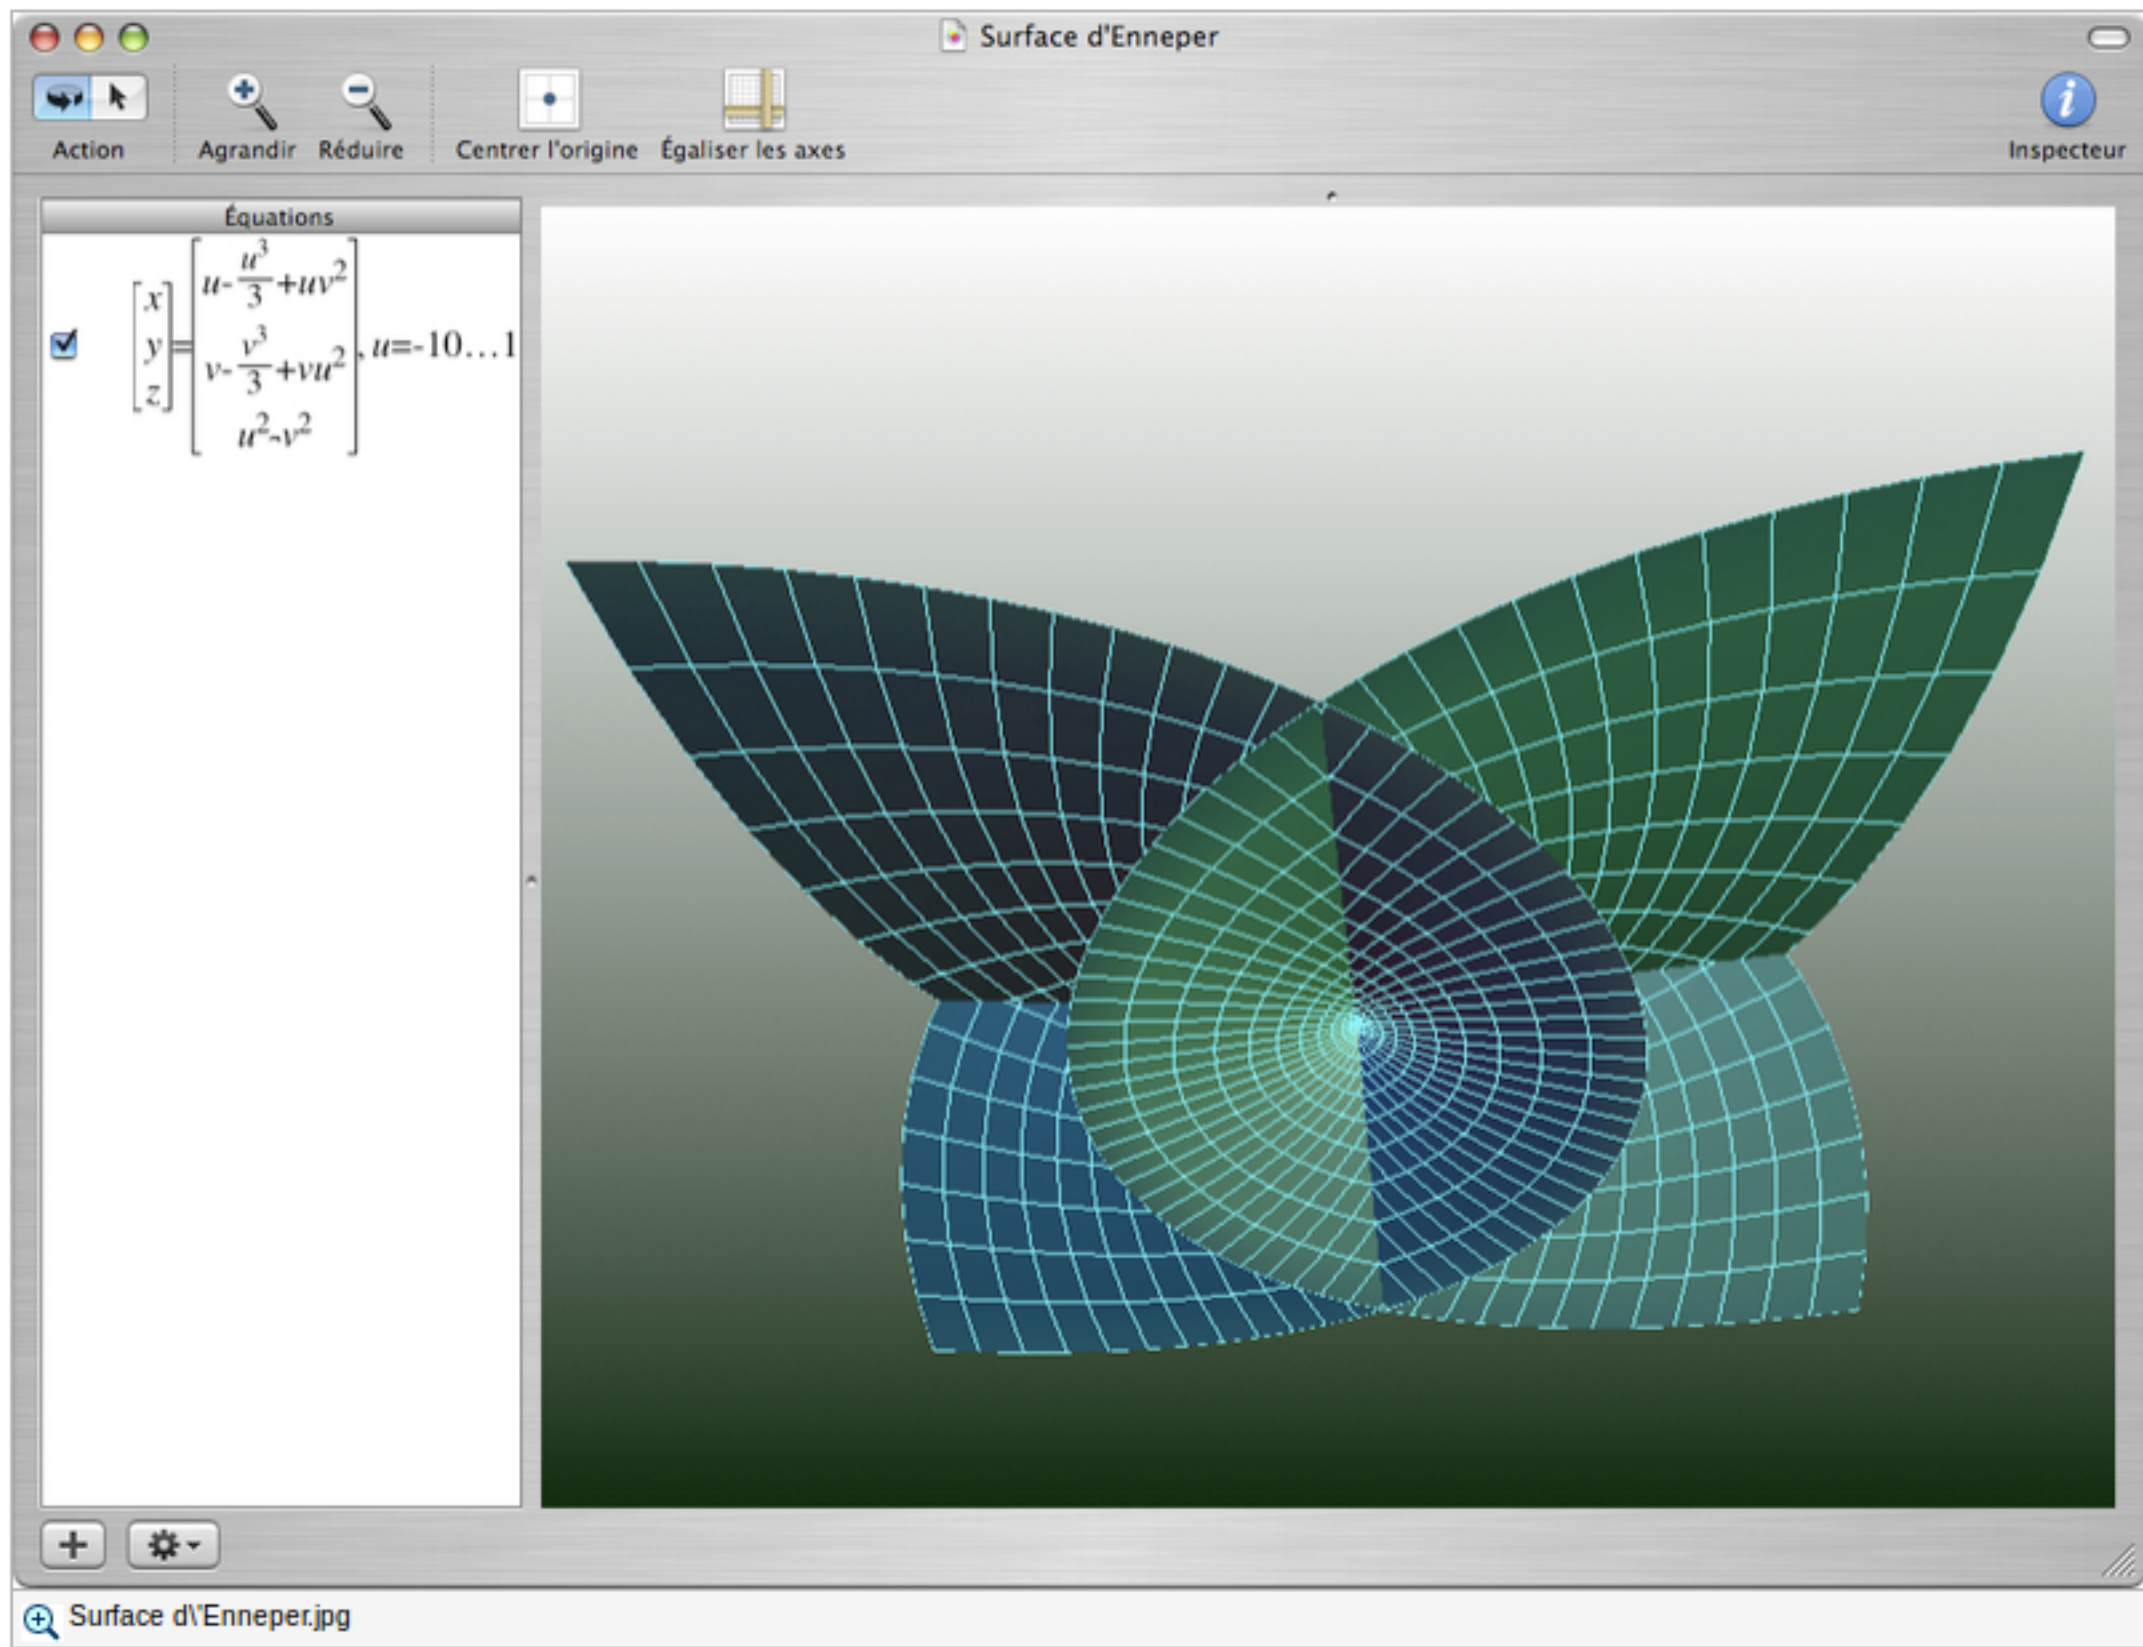 Surface d'Enneper
Action
Agrandir
Réduire
Centrer l'origine
Égaliser les axes
Inspecteur
Équations
[x y z] = [u-u³/3+uv² v-v³/3+vu² u²-v²], u=-10...1
Surface d\'Enneper.jpg